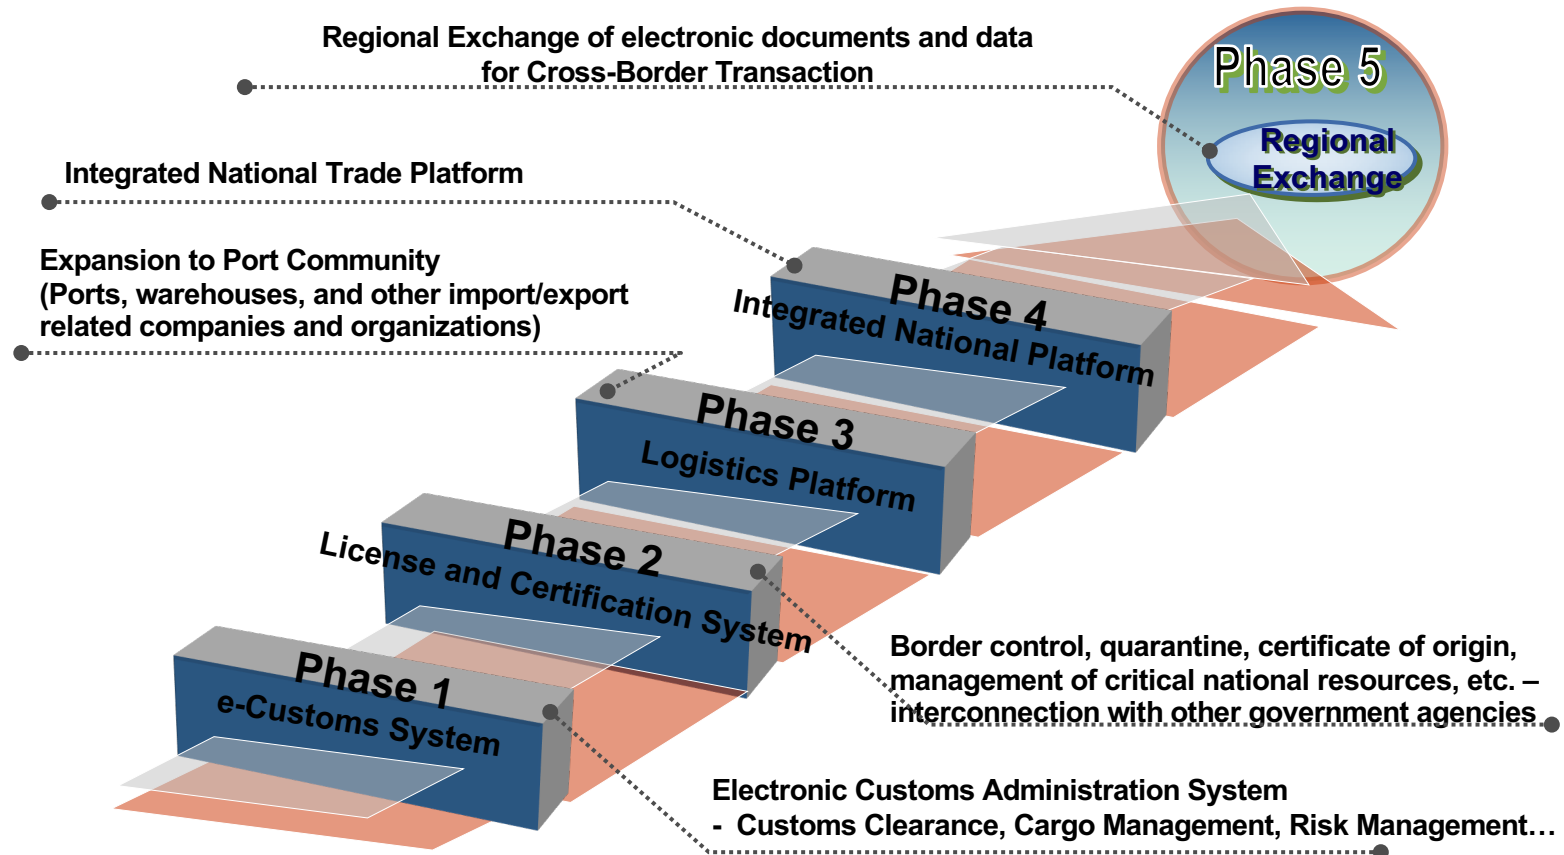 Regional Exchange of electronic documents and data
for Cross-Border Transaction
Phase 5
Regional
Exchange
Integrated National Trade Platform
Expansion to Port Community
(Ports, warehouses, and other import/export
related companies and organizations)
Phase 4
Integrated National Platform
Phase 3
Logistics Platform
Phase 2
License and Certification System
Border control, quarantine, certificate of origin,
management of critical national resources, etc. –
interconnection with other government agencies
Phase 1
e-Customs System
Electronic Customs Administration System
- Customs Clearance, Cargo Management, Risk Management…